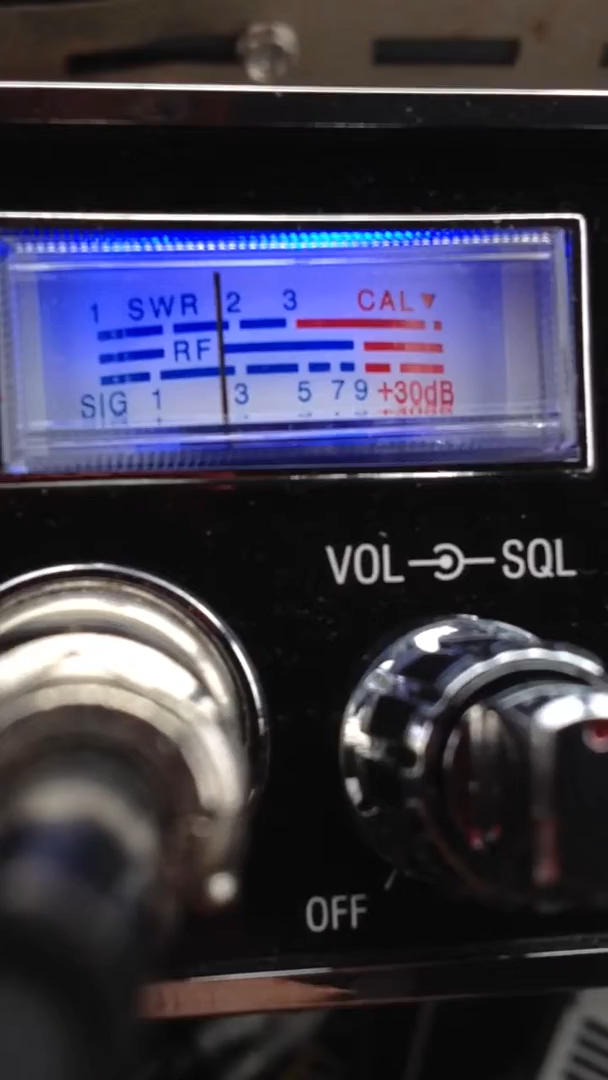 1 SWR 2 3 CAL▼
RF
SIG 1 3 5 7 9 +30dB
VOL SQL
OFF